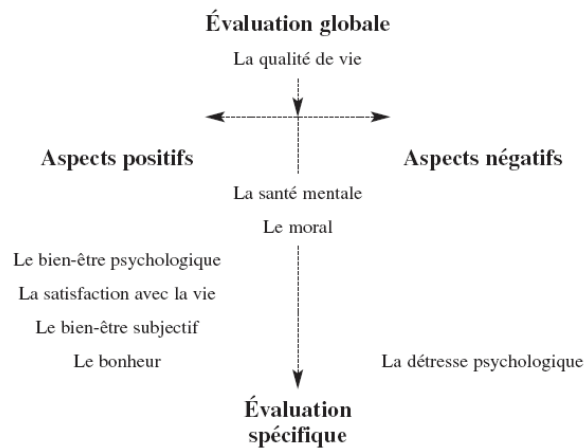 Évaluation globale
La qualité de vie
Aspects positifs
Aspects négatifs
La santé mentale
Le moral
Le bien-être psychologique
La satisfaction avec la vie
Le bien-être subjectif
Le bonheur
La détresse psychologique
Évaluation
spécifique